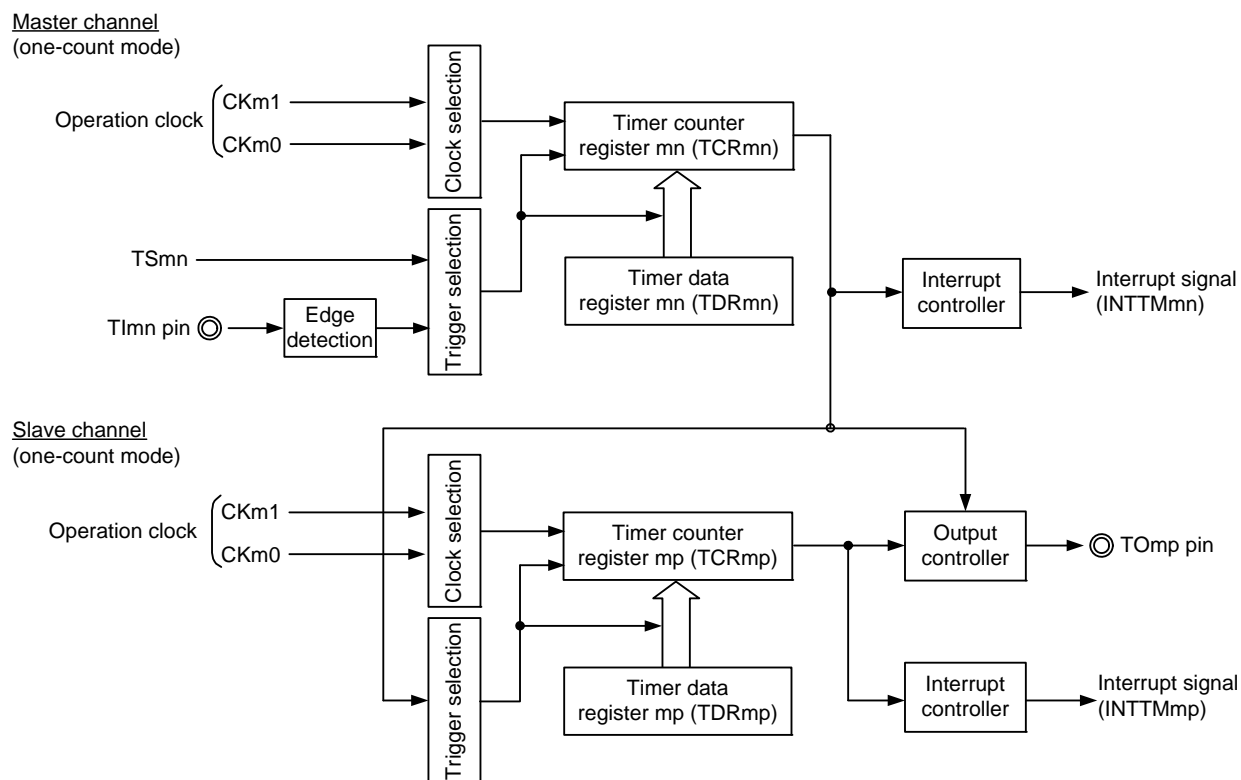 Master channel
(one-count mode)
Operation clock
CKm1
CKm0
Clock selection
Timer counter
register mn (TCRmn)
TSmn
TImn pin
Edge
detection
Trigger selection
Timer data
register mn (TDRmn)
Interrupt
controller
Interrupt signal
(INTTMmn)
Slave channel
(one-count mode)
Operation clock
CKm1
CKm0
Clock selection
Timer counter
register mp (TCRmp)
Output
controller
TOmp pin
Trigger selection
Timer data
register mp (TDRmp)
Interrupt
controller
Interrupt signal
(INTTMmp)